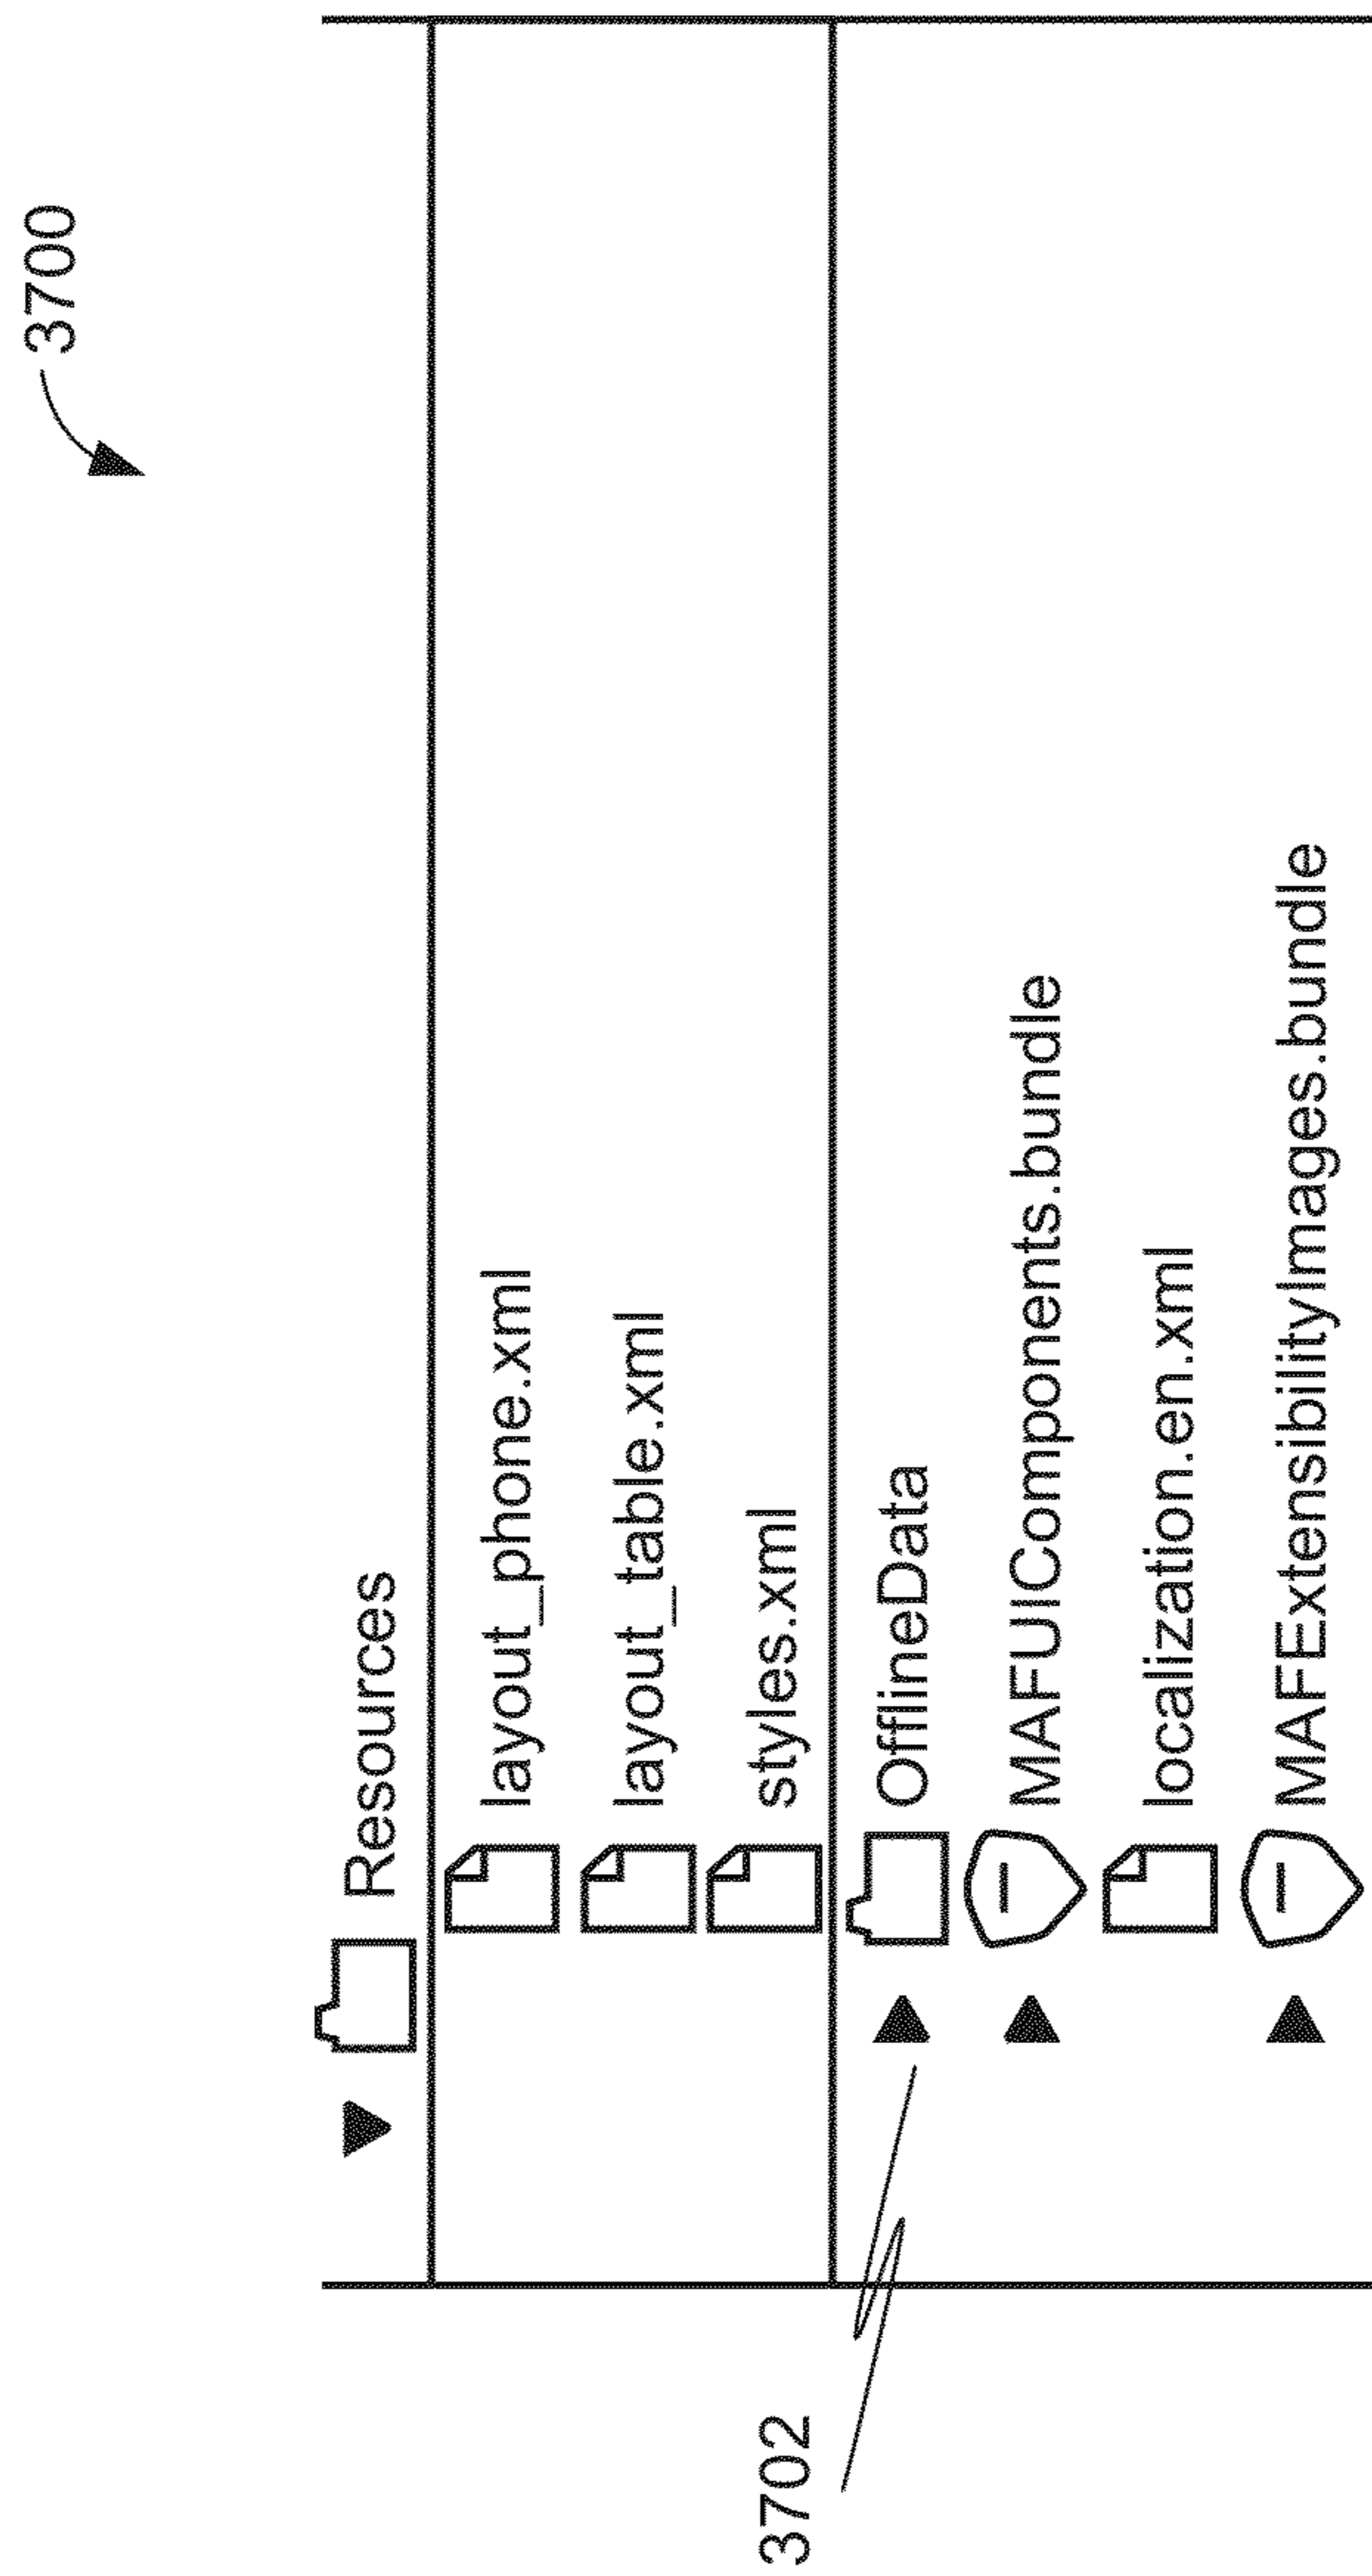 3700
Resources
layout_phone.xml
layout_table.xml
styles.xml
3702
OfflineData
MAFUIComponents.bundle
localization.en.xml
MAFExtensibilityImages.bundle